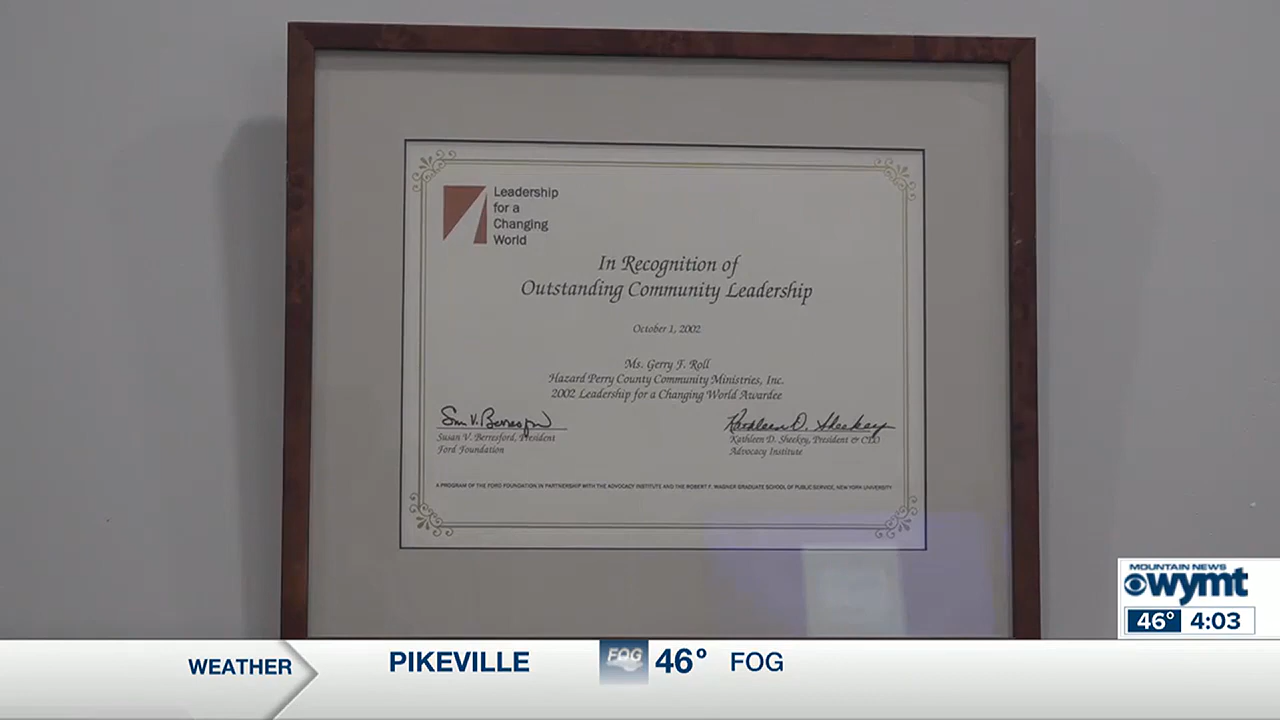 Leadership
for a
Changing
World
In Recognition of
Outstanding Community Leadership
October 1, 2002
Ms. Gerry F. Roll
Hazard Perry County Community Ministries, Inc.
2002 Leadership for a Changing World Awardee
Susan V. Berresford, President
Ford Foundation
Kathleen D. Sheekey
Kathleen D. Sheekey, President & CEO
Advocacy Institute
A PROGRAM OF THE FORD FOUNDATION IN PARTNERSHIP WITH THE ADVOCACY INSTITUTE AND THE ROBERT F. WAGNER GRADUATE SCHOOL OF PUBLIC SERVICE, NEW YORK UNIVERSITY
MOUNTAIN NEWS
wymt
46° 4:03
WEATHER PIKEVILLE FOG 46° FOG